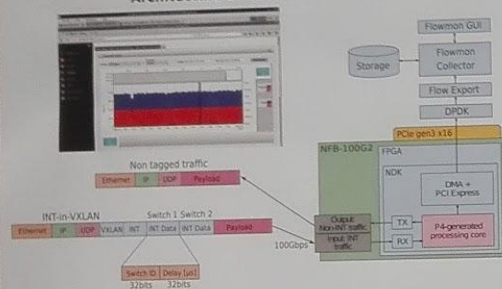 Flowmon GUI
Storage
Flowmon
Collector
Flow Export
DPDK
PCIe gen3 x16
NFB-100G2
FPGA
NDK
DMA +
PCI Express
P4-generated
processing core
TX
RX
Output:
Non-INT traffic
Input: INT
traffic
100Gbps
Non tagged traffic
Ethernet IP UDP Payload
INT-in-VXLAN
Switch 1 Switch 2
Ethernet IP UDP VXLAN INT INT Data INT Data Payload
Switch ID Delay [µs]
32bits 32bits